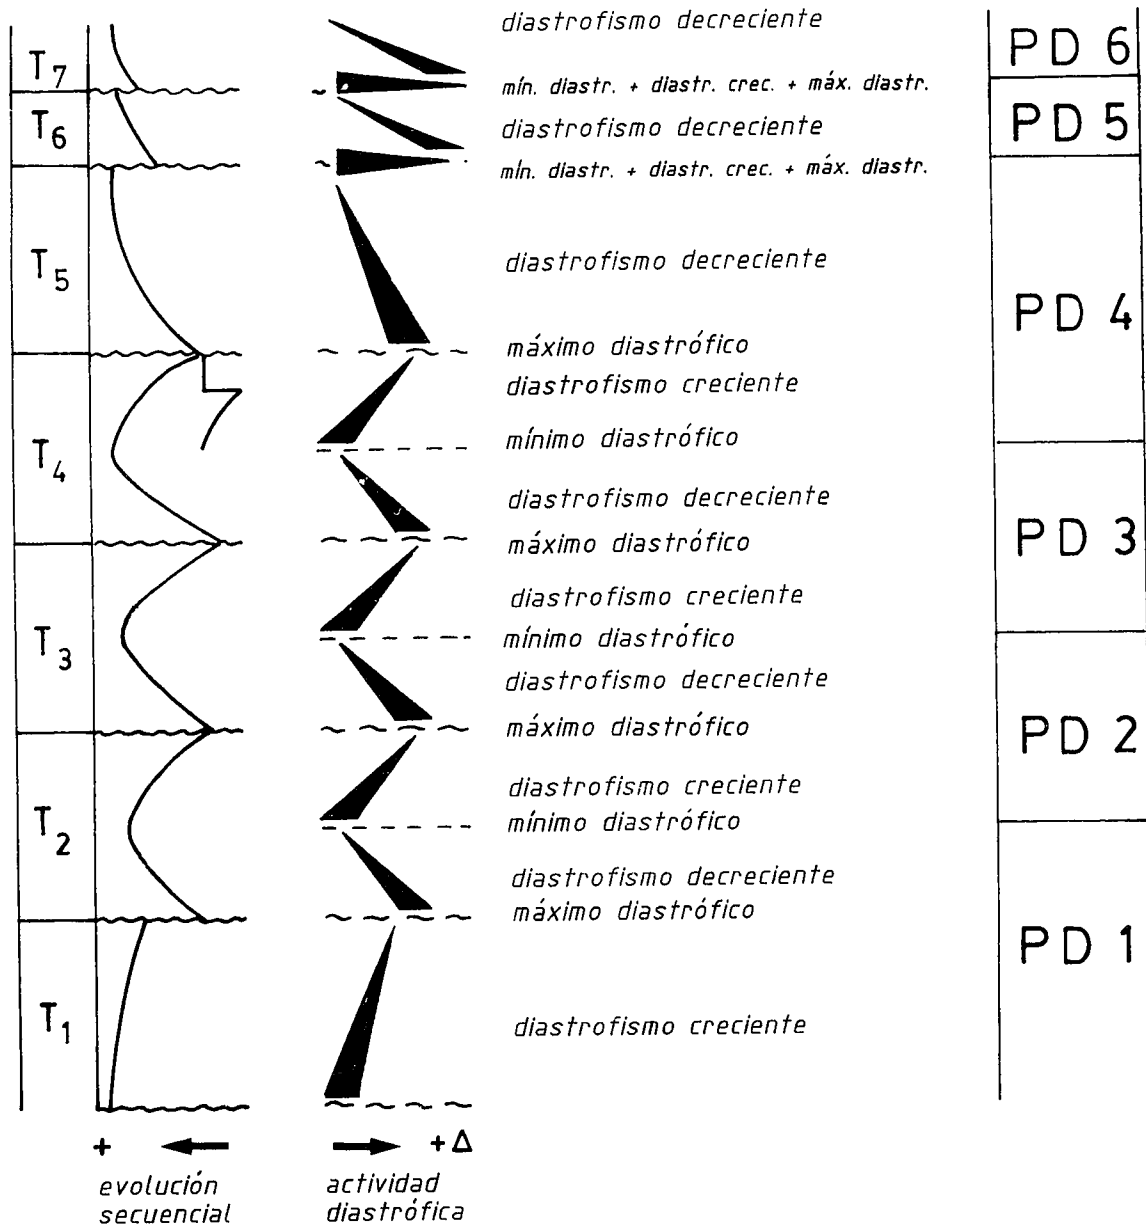 diastrofismo decreciente
T7
PD 6
mín. diastr. + diastr. crec. + máx. diastr.
T6
diastrofismo decreciente
PD 5
mín. diastr. + diastr. crec. + máx. diastr.
T5
diastrofismo decreciente
PD 4
máximo diastrófico
diastrofismo creciente
mínimo diastrófico
T4
diastrofismo decreciente
PD 3
máximo diastrófico
diastrofismo creciente
mínimo diastrófico
T3
diastrofismo decreciente
máximo diastrófico
PD 2
diastrofismo creciente
mínimo diastrófico
T2
diastrofismo decreciente
máximo diastrófico
PD 1
T1
diastrofismo creciente
+
+ Δ
evolución
secuencial
actividad
diastrófica